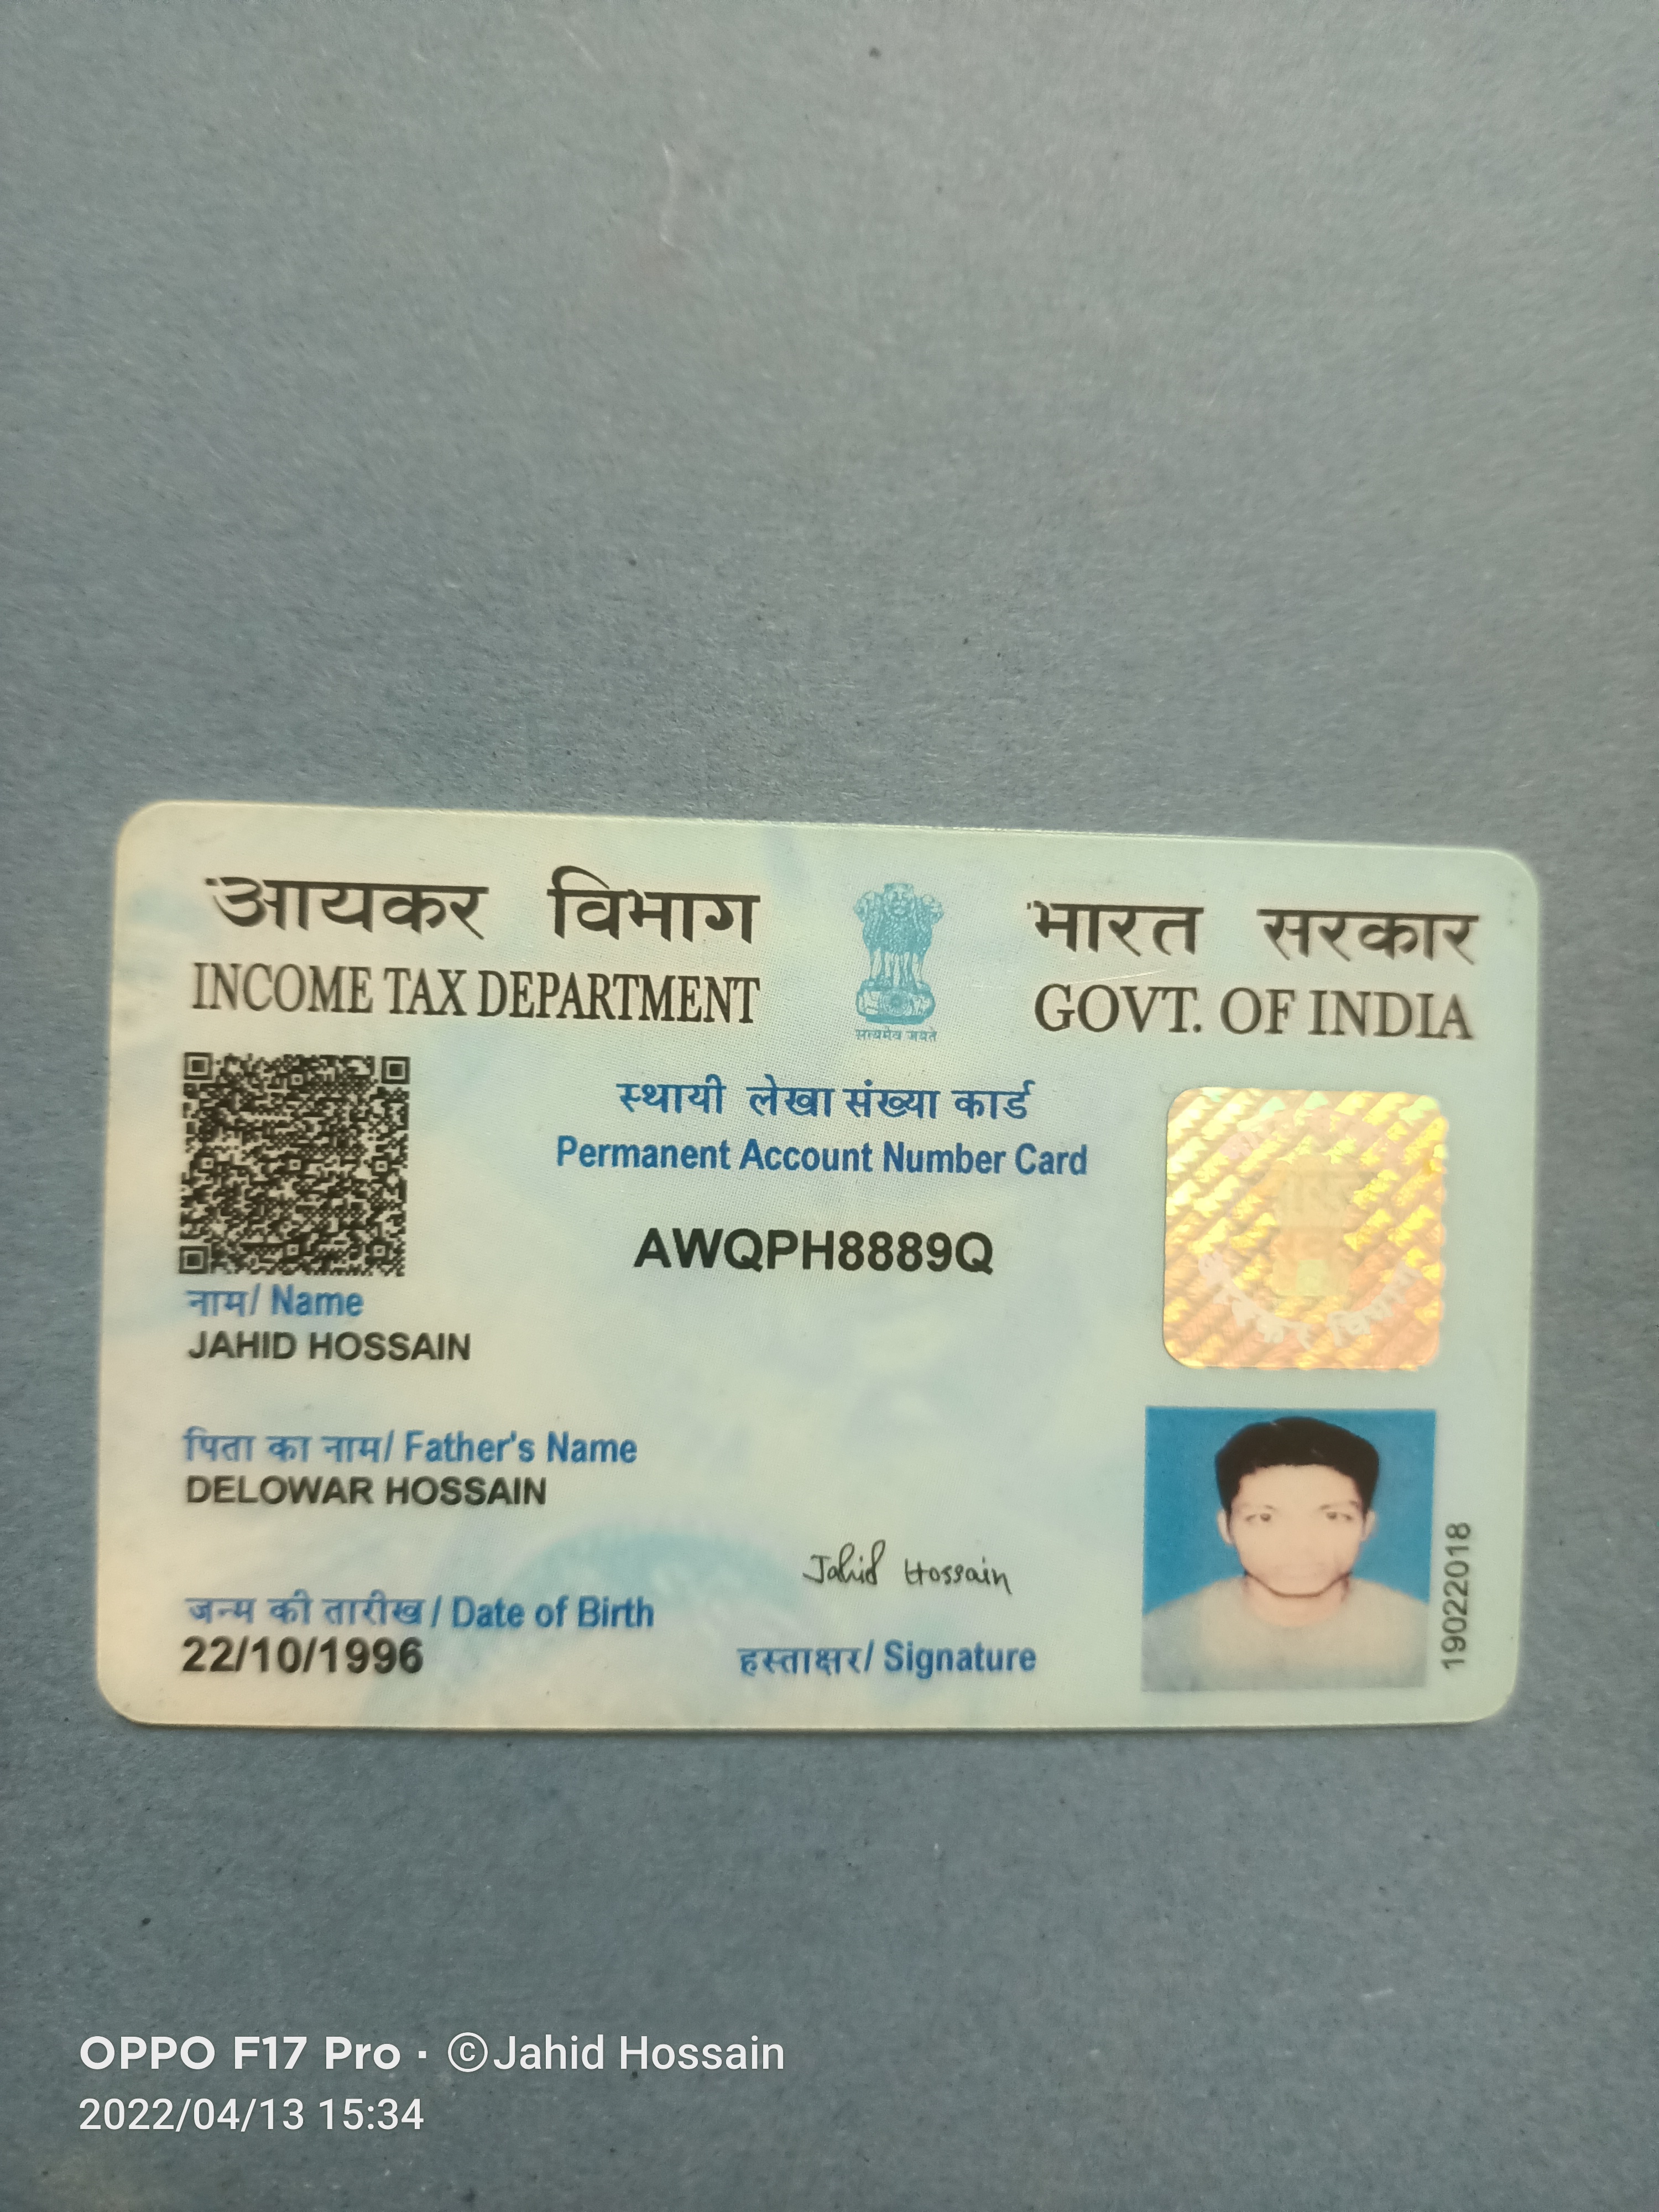 आयकर विभाग
INCOME TAX DEPARTMENT
सत्यमेव जयते
भारत सरकार
GOVT. OF INDIA
स्थायी लेखा संख्या कार्ड
Permanent Account Number Card
AWQPH8889Q
नाम/ Name
JAHID HOSSAIN
पिता का नाम/ Father's Name
DELOWAR HOSSAIN
जन्म की तारीख / Date of Birth
22/10/1996
Jahid Hossain
हस्ताक्षर/ Signature
19022018
OPPO F17 Pro · ©Jahid Hossain
2022/04/13 15:34